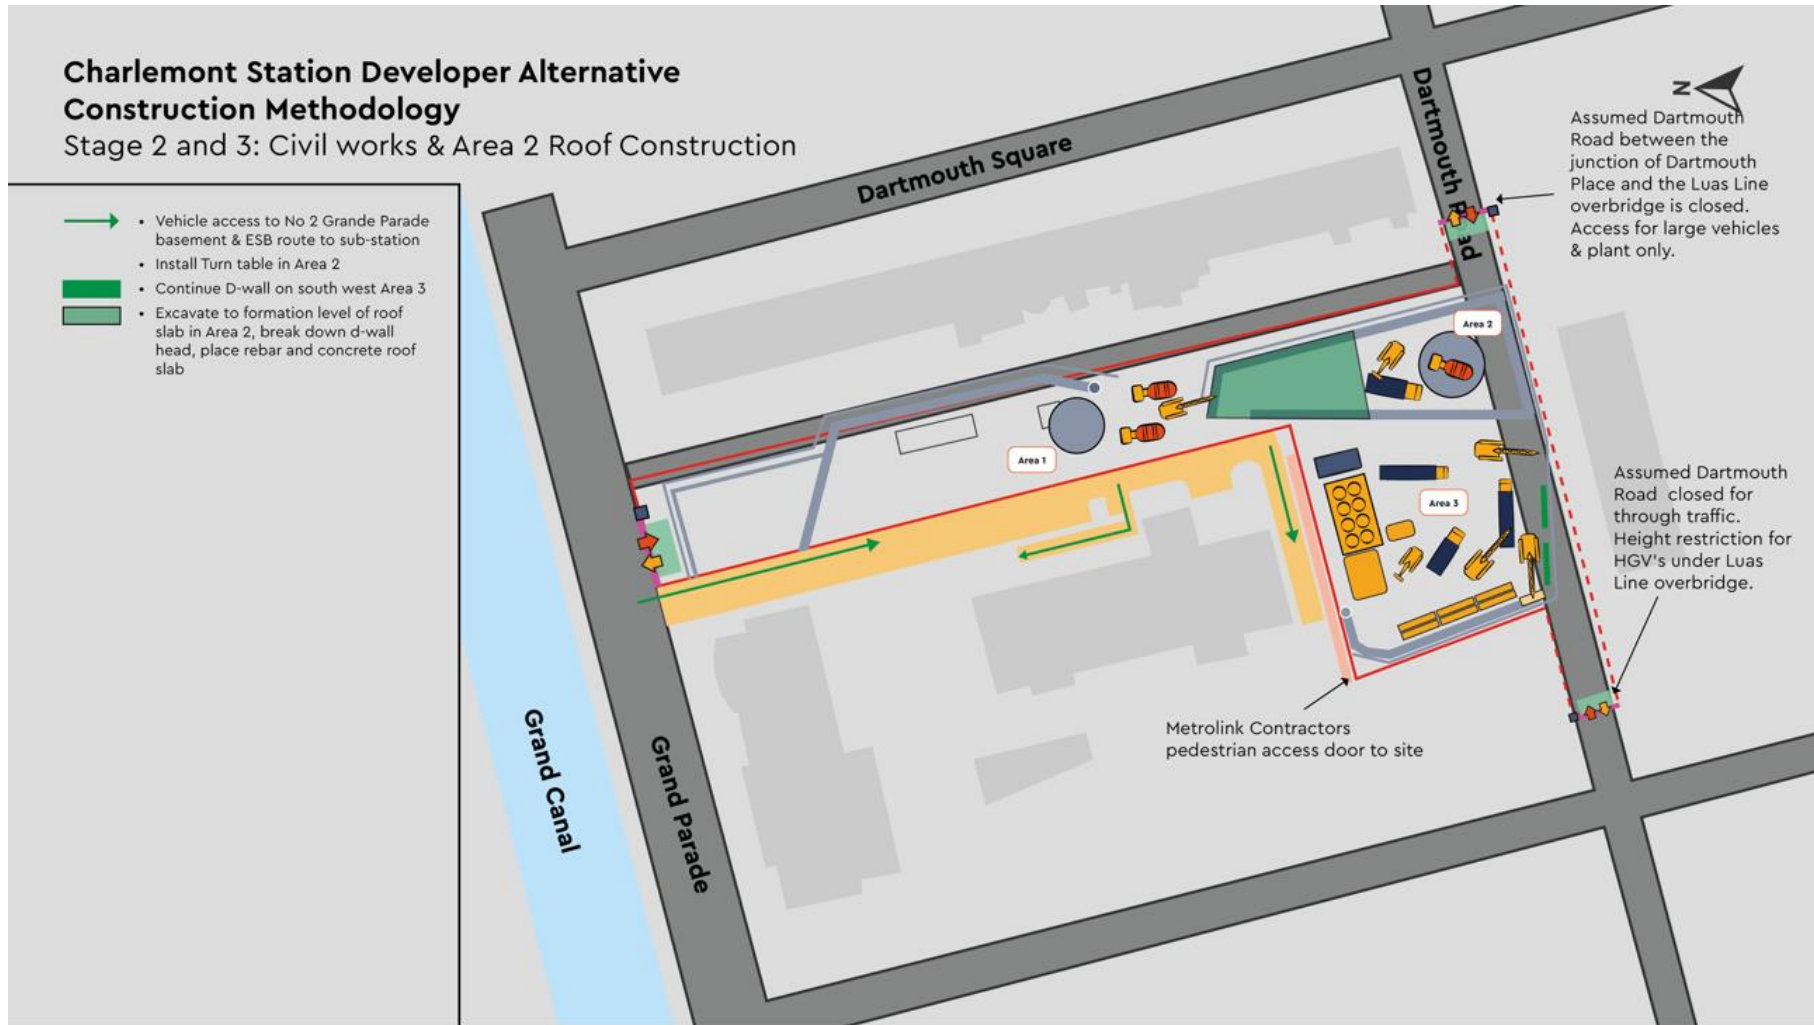 Charlemont Station Developer Alternative
Construction Methodology
Stage 2 and 3: Civil works & Area 2 Roof Construction
• Vehicle access to No 2 Grande Parade
basement & ESB route to sub-station
• Install Turn table in Area 2
• Continue D-wall on south west Area 3
• Excavate to formation level of roof
slab in Area 2, break down d-wall
head, place rebar and concrete roof
slab
Dartmouth Square
Dartmouth Road
N
Assumed Dartmouth
Road between the
junction of Dartmouth
Place and the Luas Line
overbridge is closed.
Access for large vehicles
& plant only.
Area 2
Area 1
Area 3
Assumed Dartmouth
Road closed for
through traffic.
Height restriction for
HGV's under Luas
Line overbridge.
Metrolink Contractors
pedestrian access door to site
Grand Canal
Grand Parade